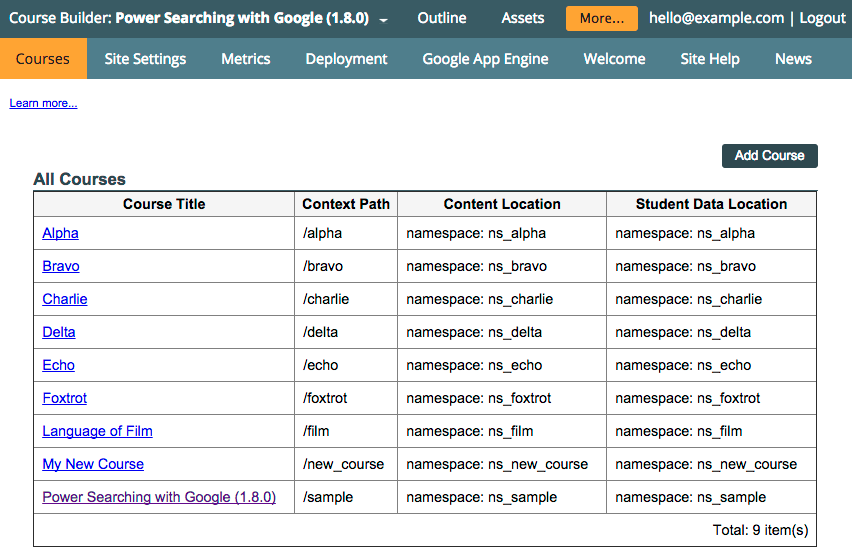 Course Builder: Power Searching with Google (1.8.0) Outline Assets More... hello@example.com | Logout
Courses Site Settings Metrics Deployment Google App Engine Welcome Site Help News
Learn more...
Add Course
All Courses
Course Title Context Path Content Location Student Data Location
Alpha /alpha namespace: ns_alpha namespace: ns_alpha
Bravo /bravo namespace: ns_bravo namespace: ns_bravo
Charlie /charlie namespace: ns_charlie namespace: ns_charlie
Delta /delta namespace: ns_delta namespace: ns_delta
Echo /echo namespace: ns_echo namespace: ns_echo
Foxtrot /foxtrot namespace: ns_foxtrot namespace: ns_foxtrot
Language of Film /film namespace: ns_film namespace: ns_film
My New Course /new_course namespace: ns_new_course namespace: ns_new_course
Power Searching with Google (1.8.0) /sample namespace: ns_sample namespace: ns_sample
Total: 9 item(s)